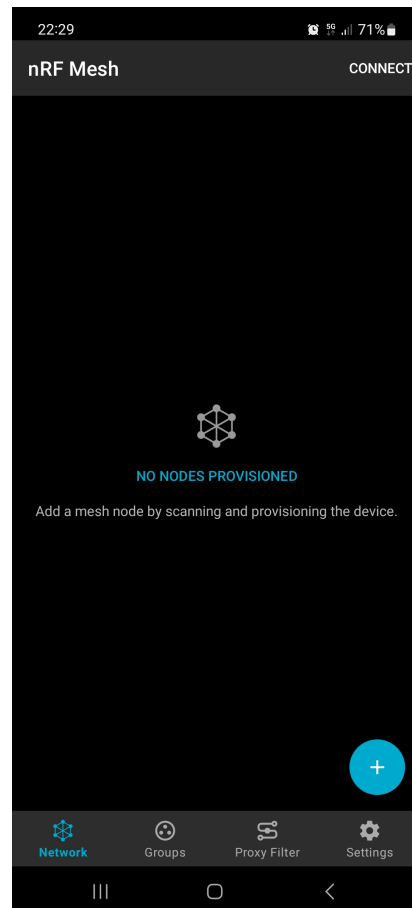 22:29
5G
71%
nRF Mesh
CONNECT
NO NODES PROVISIONED
Add a mesh node by scanning and provisioning the device.
+
Network
Groups
Proxy Filter
Settings